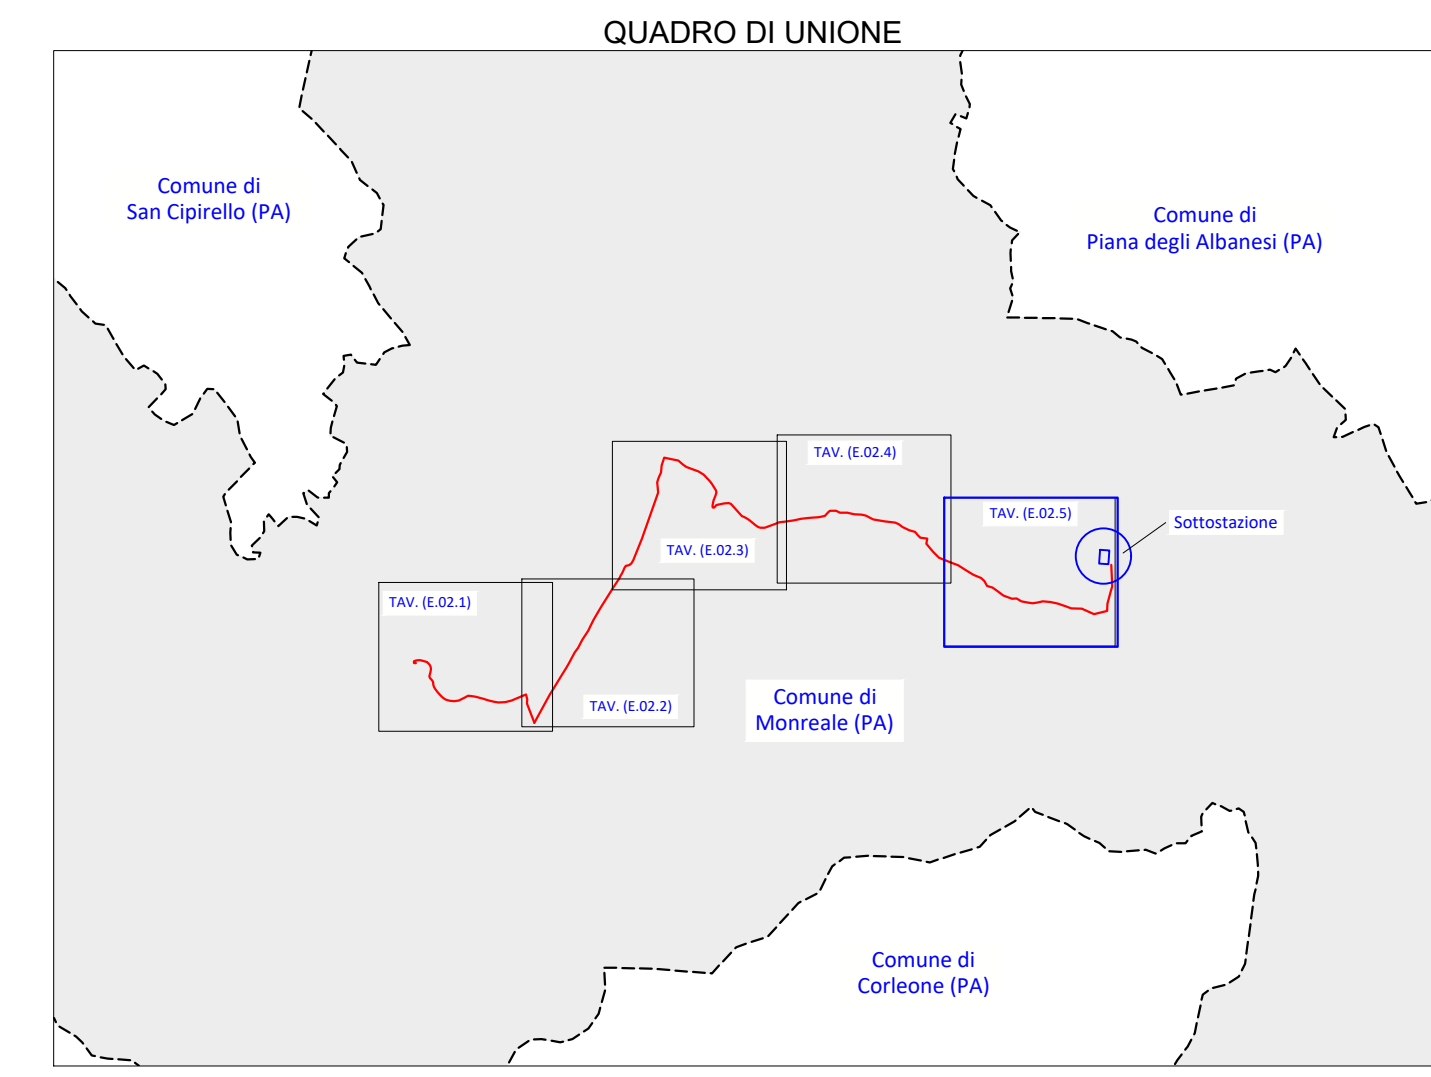 QUADRO DI UNIONE
Comune di
San Cipirello (PA)
Comune di
Piana degli Albanesi (PA)
TAV. (E.02.4)
TAV. (E.02.5)
Sottostazione
TAV. (E.02.3)
TAV. (E.02.1)
TAV. (E.02.2)
Comune di
Monreale (PA)
Comune di
Corleone (PA)